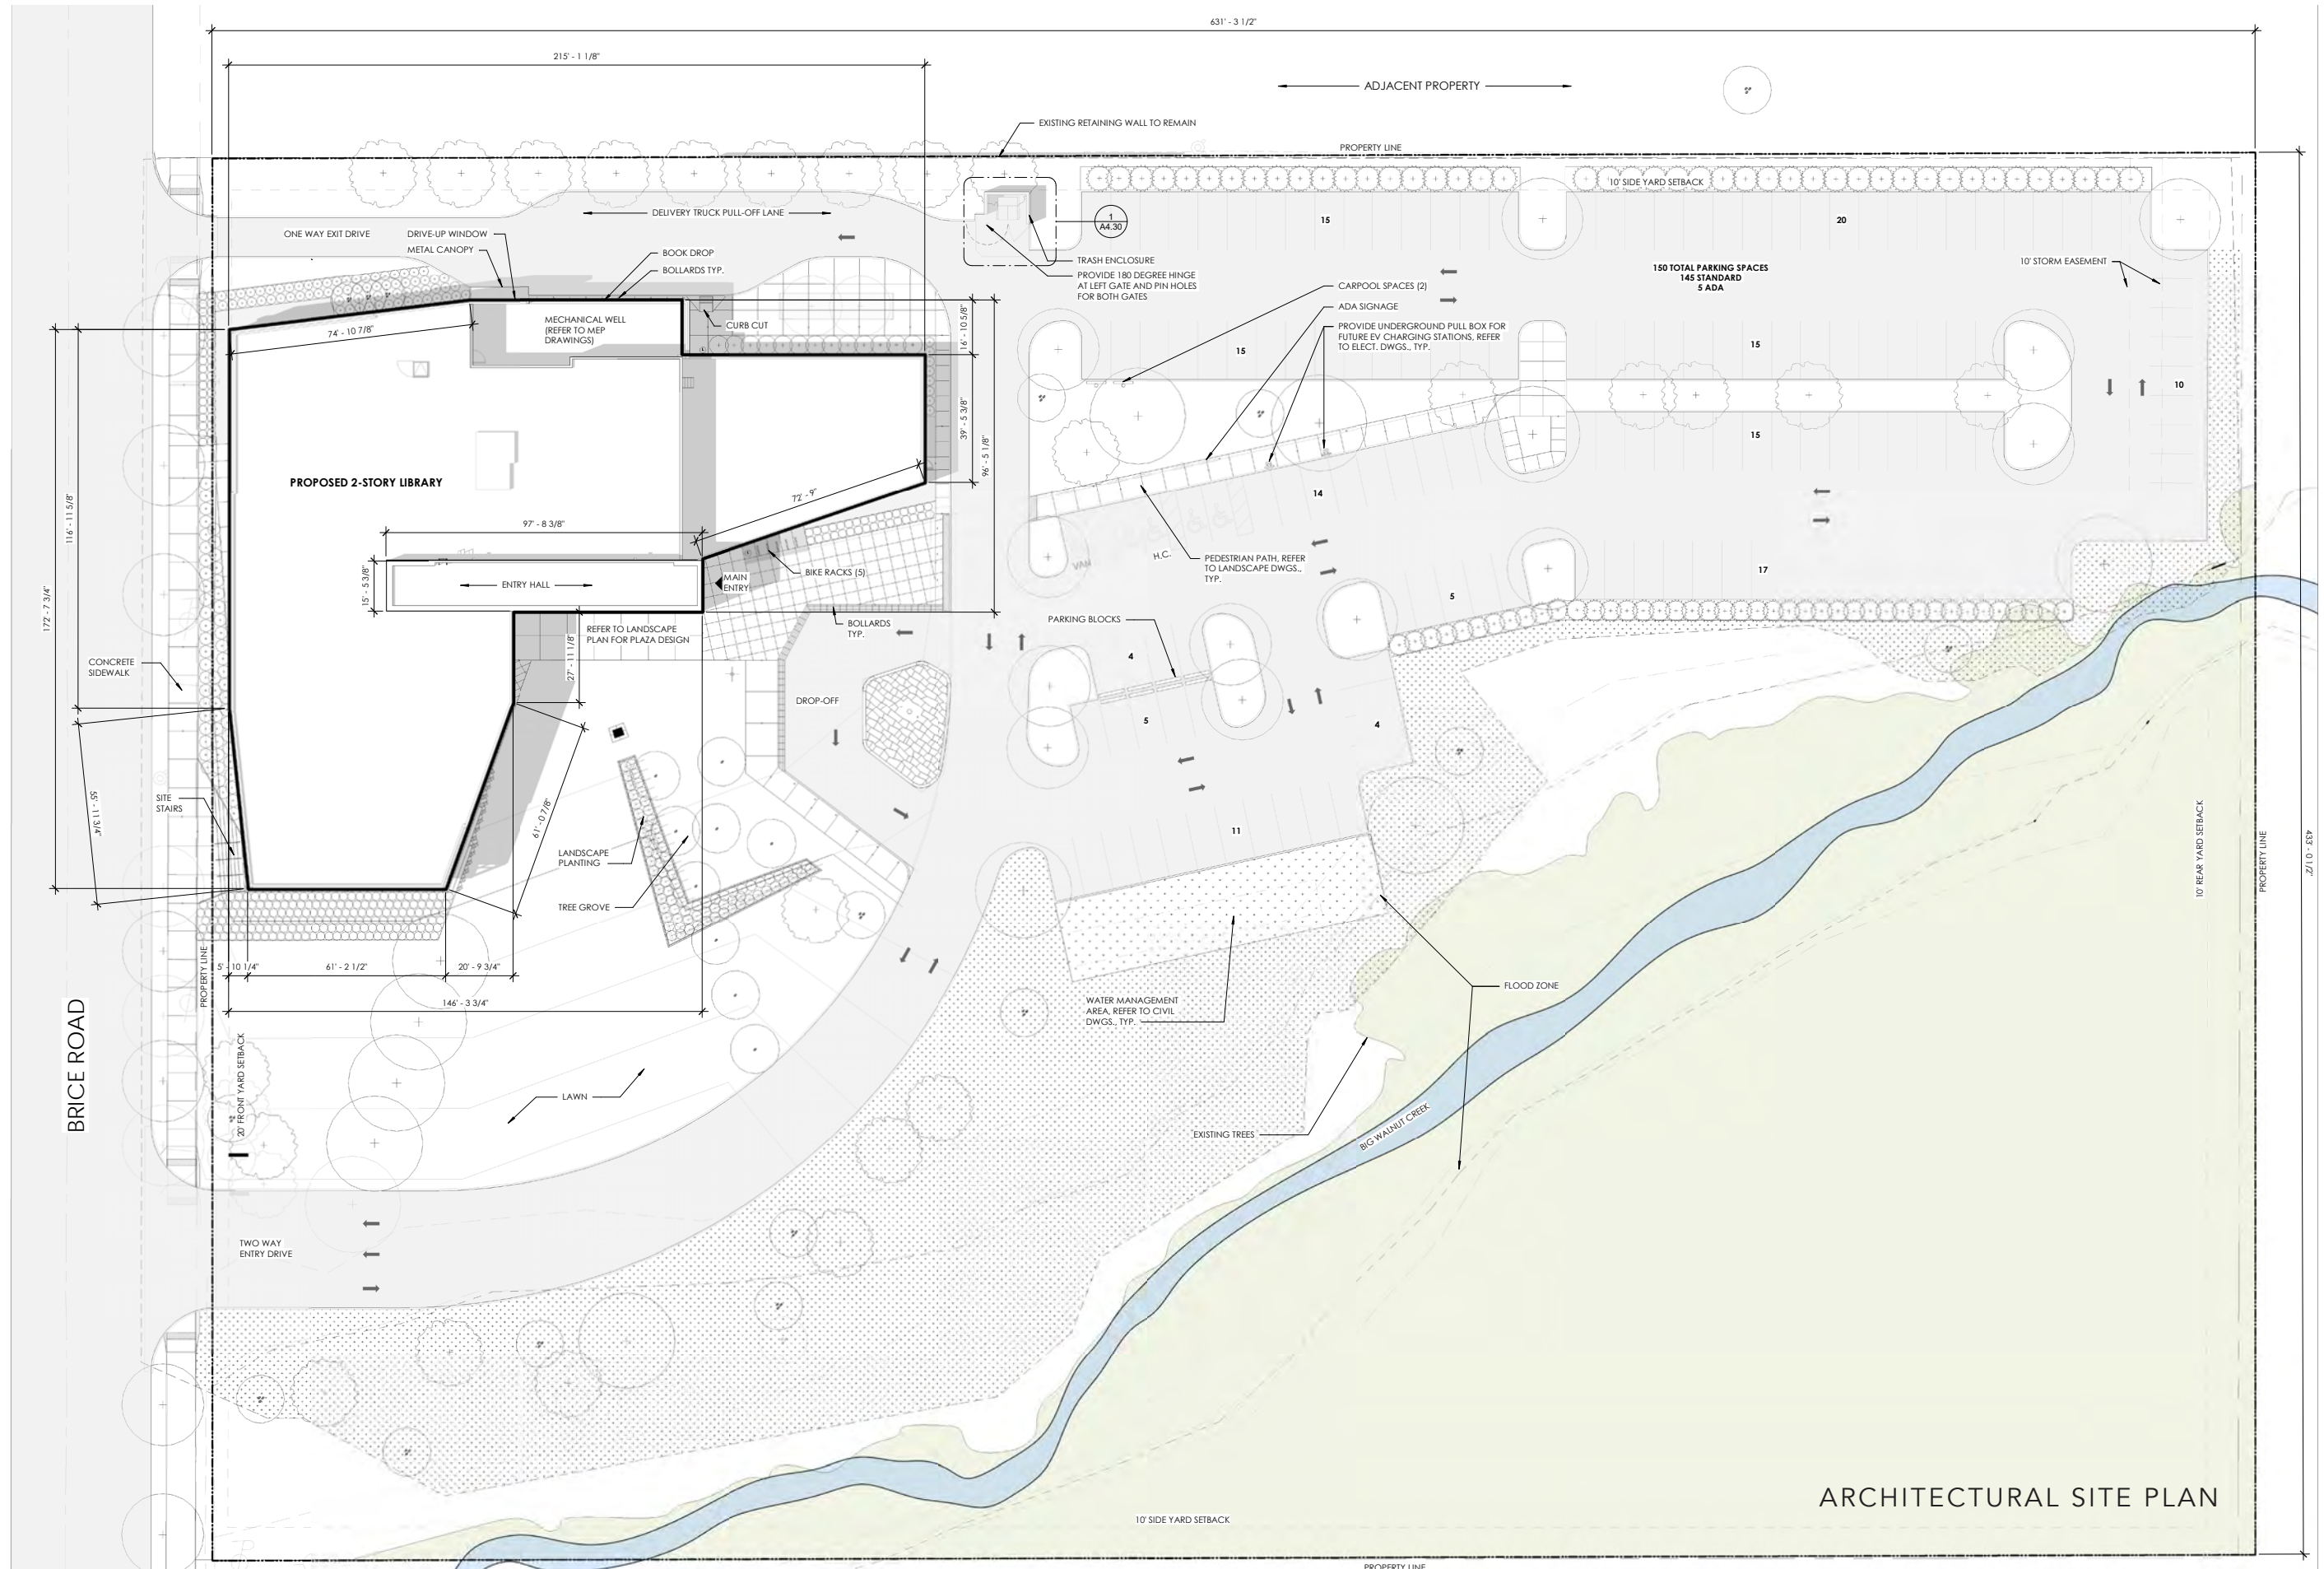 631' - 3 1/2"
215' - 1 1/8"
ADJACENT PROPERTY
EXISTING RETAINING WALL TO REMAIN
PROPERTY LINE
10' SIDE YARD SETBACK
DELIVERY TRUCK PULL-OFF LANE
15
20
1
A4.30
ONE WAY EXIT DRIVE
DRIVE-UP WINDOW
METAL CANOPY
BOOK DROP
BOLLARDS TYP.
TRASH ENCLOSURE
PROVIDE 180 DEGREE HINGE
AT LEFT GATE AND PIN HOLES
FOR BOTH GATES
150 TOTAL PARKING SPACES
145 STANDARD
5 ADA
10' STORM EASEMENT
CARPOOL SPACES (2)
ADA SIGNAGE
PROVIDE UNDERGROUND PULL BOX FOR
FUTURE EV CHARGING STATIONS, REFER
TO ELECT. DWGS., TYP.
MECHANICAL WELL
(REFER TO MEP
DRAWINGS)
CURB CUT
74' - 10 7/8"
16' - 10 5/8"
15
15
10
39' - 5 3/8"
96' - 5 1/8"
15
PROPOSED 2-STORY LIBRARY
72' - 9"
14
116' - 11 5/8"
97' - 8 3/8"
VAN
H.C.
PEDESTRIAN PATH, REFER
TO LANDSCAPE DWGS.,
TYP.
BIKE RACKS (5)
MAIN
ENTRY
ENTRY HALL
15' - 5 3/8"
17
5
172' - 7 3/4"
BOLLARDS
TYP.
REFER TO LANDSCAPE
PLAN FOR PLAZA DESIGN
PARKING BLOCKS
4
27' - 11 1/8"
CONCRETE
SIDEWALK
DROP-OFF
5
4
SITE
STAIRS
55' - 11 3/4"
61' - 0 7/8"
11
LANDSCAPE
PLANTING
TREE GROVE
10' REAR YARD SETBACK
PROPERTY LINE
433' - 0 1/2"
PROPERTY LINE
5' - 10 1/4"
61' - 2 1/2"
20' - 9 3/4"
146' - 3 3/4"
FLOOD ZONE
WATER MANAGEMENT
AREA, REFER TO CIVIL
DWGS., TYP.
BRICE ROAD
20' FRONT YARD SETBACK
LAWN
EXISTING TREES
BIG WALNUT CREEK
TWO WAY
ENTRY DRIVE
ARCHITECTURAL SITE PLAN
10' SIDE YARD SETBACK
PROPERTY LINE